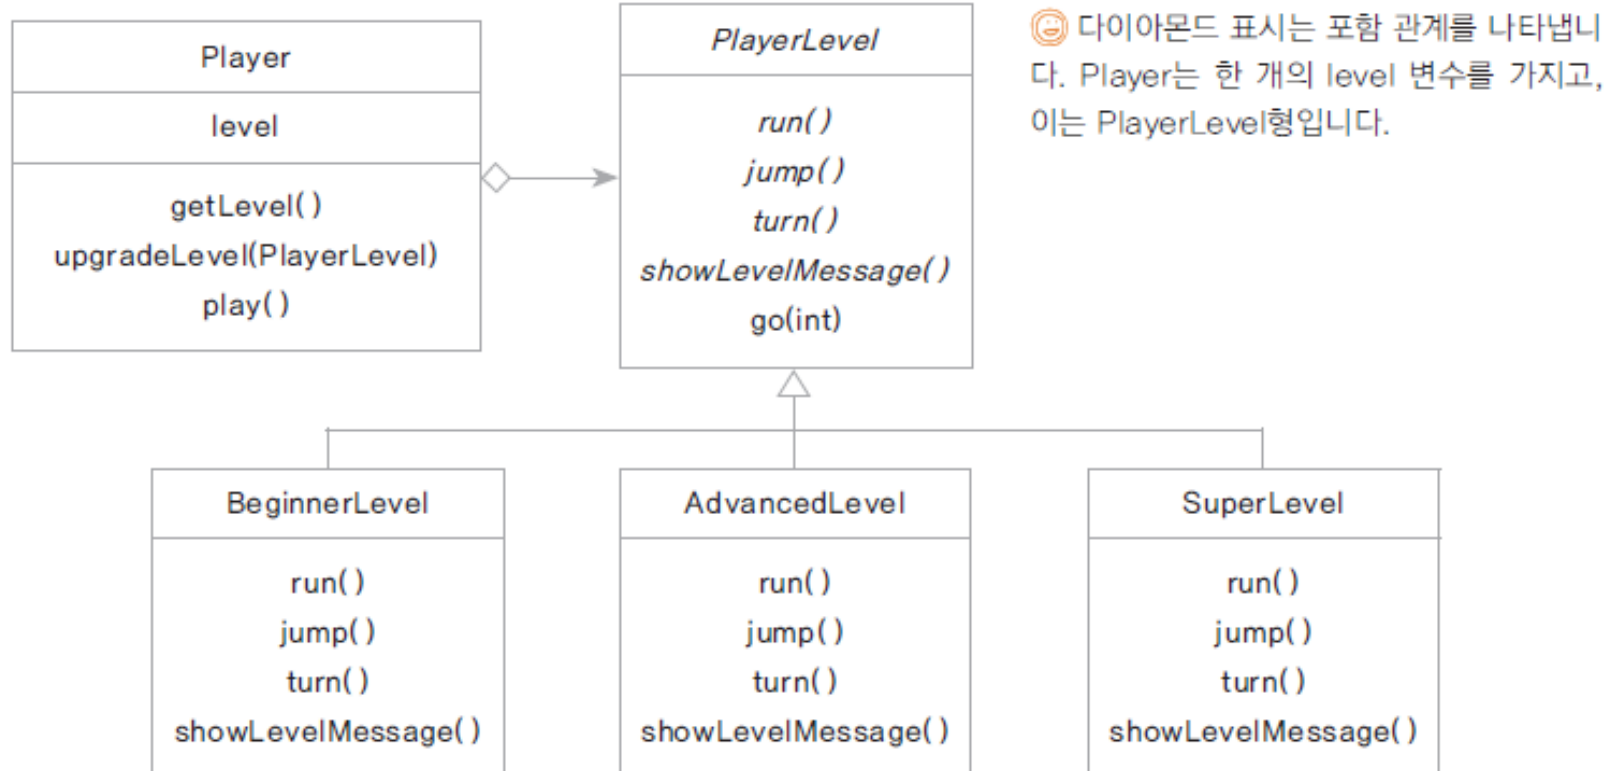 Player
level
getLevel()
upgradeLevel(PlayerLevel)
play()
PlayerLevel
run()
jump()
turn()
showLevelMessage()
go(int)
다이아몬드 표시는 포함 관계를 나타냅니
다. Player는 한 개의 level 변수를 가지고,
이는 PlayerLevel형입니다.
BeginnerLevel
run()
jump()
turn()
showLevelMessage()
AdvancedLevel
run()
jump()
turn()
showLevelMessage()
SuperLevel
run()
jump()
turn()
showLevelMessage()